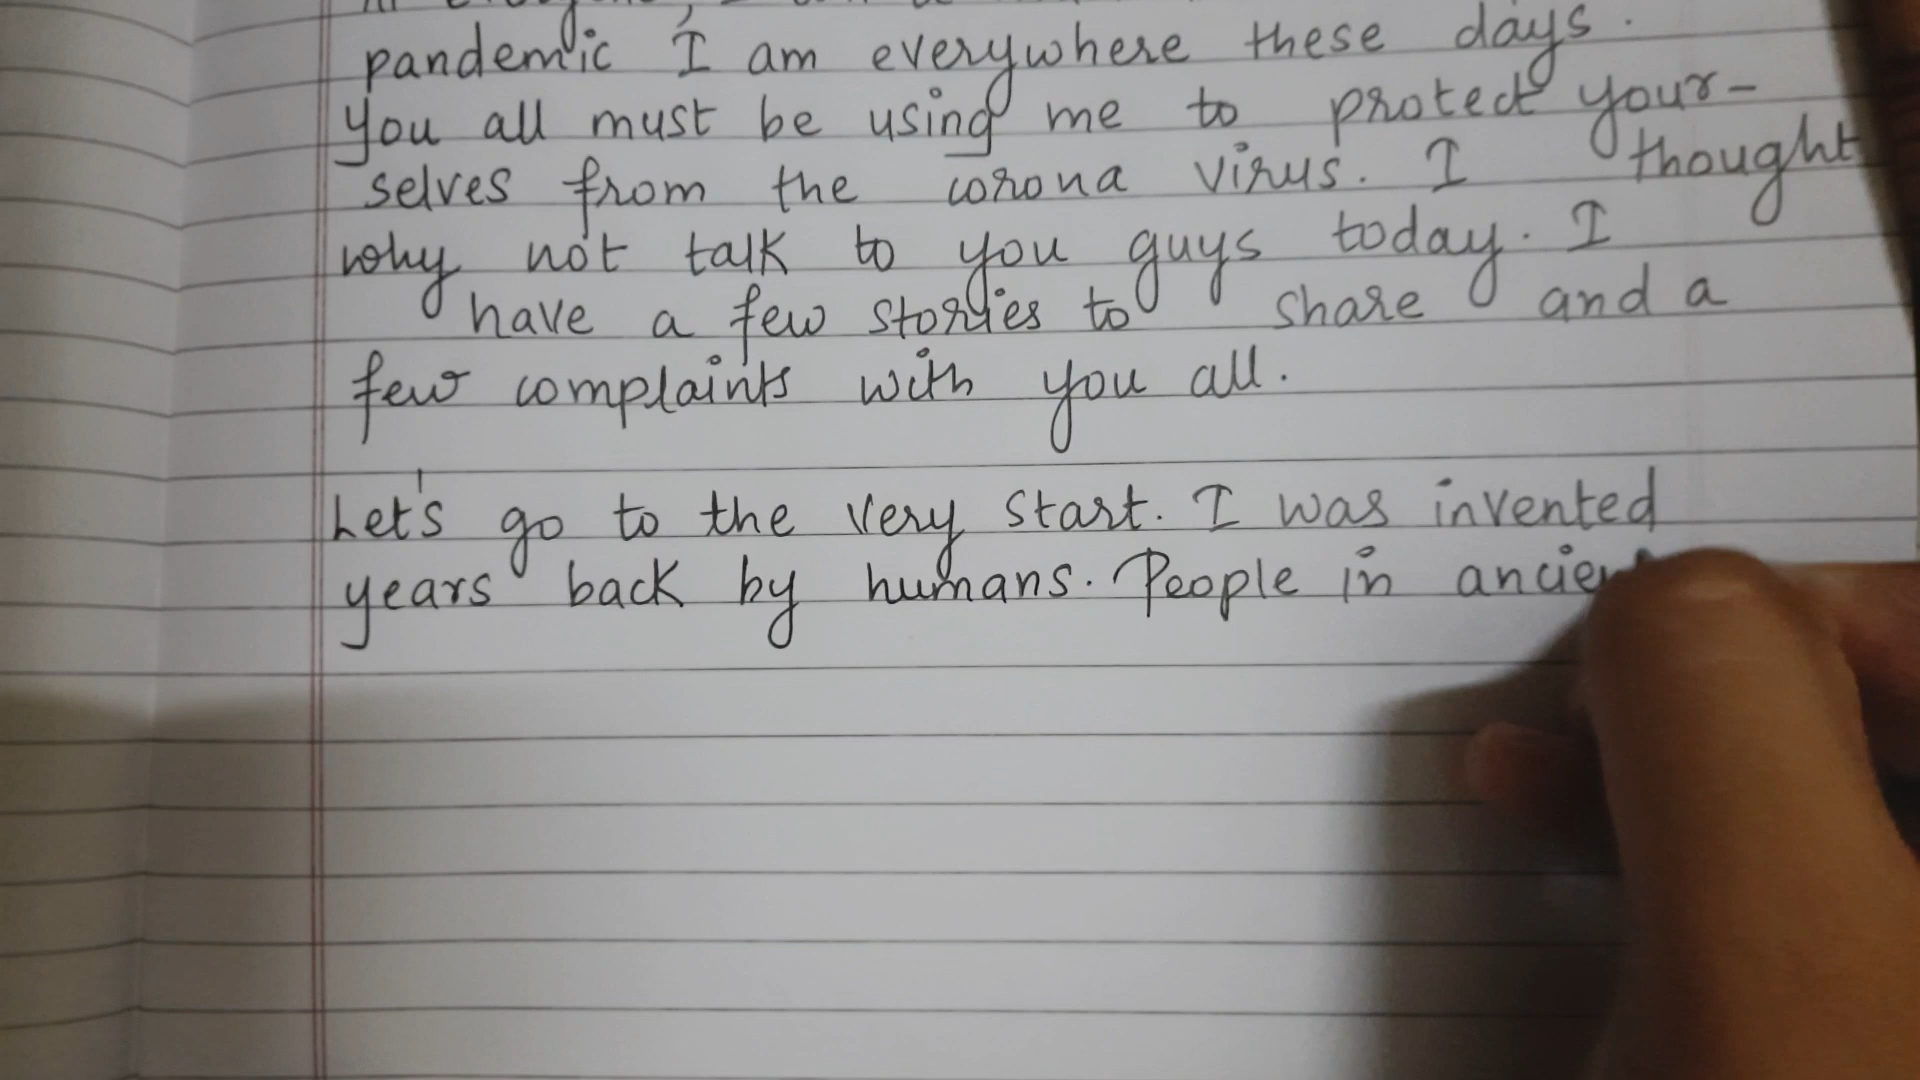 pandemic I am everywhere these days.
you all must be using me to protect your-
selves from the corona virus. I thought
why not talk to you guys today. I
have a few stories to share and a
few complaints with you all.
Let's go to the very start. I was invented
years back by humans. People in